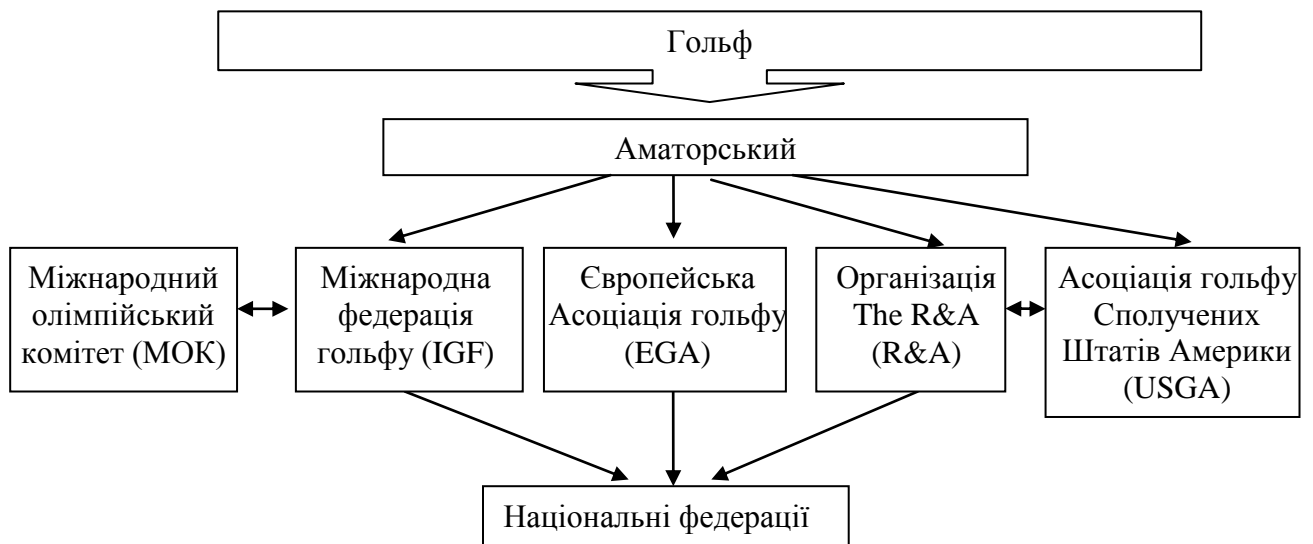 Гольф
Аматорський
Міжнародний
олімпійський
комітет (МОК)
Міжнародна
федерація
гольфу (IGF)
Європейська
Асоціація гольфу
(EGA)
Організація
The R&A
(R&A)
Асоціація гольфу
Сполучених
Штатів Америки
(USGA)
Національні федерації